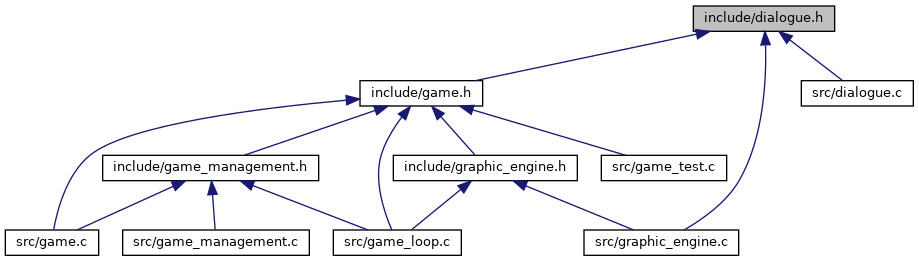 include/dialogue.h
include/game.h
src/dialogue.c
include/game_management.h
include/graphic_engine.h
src/game_test.c
src/game.c
src/game_management.c
src/game_loop.c
src/graphic_engine.c